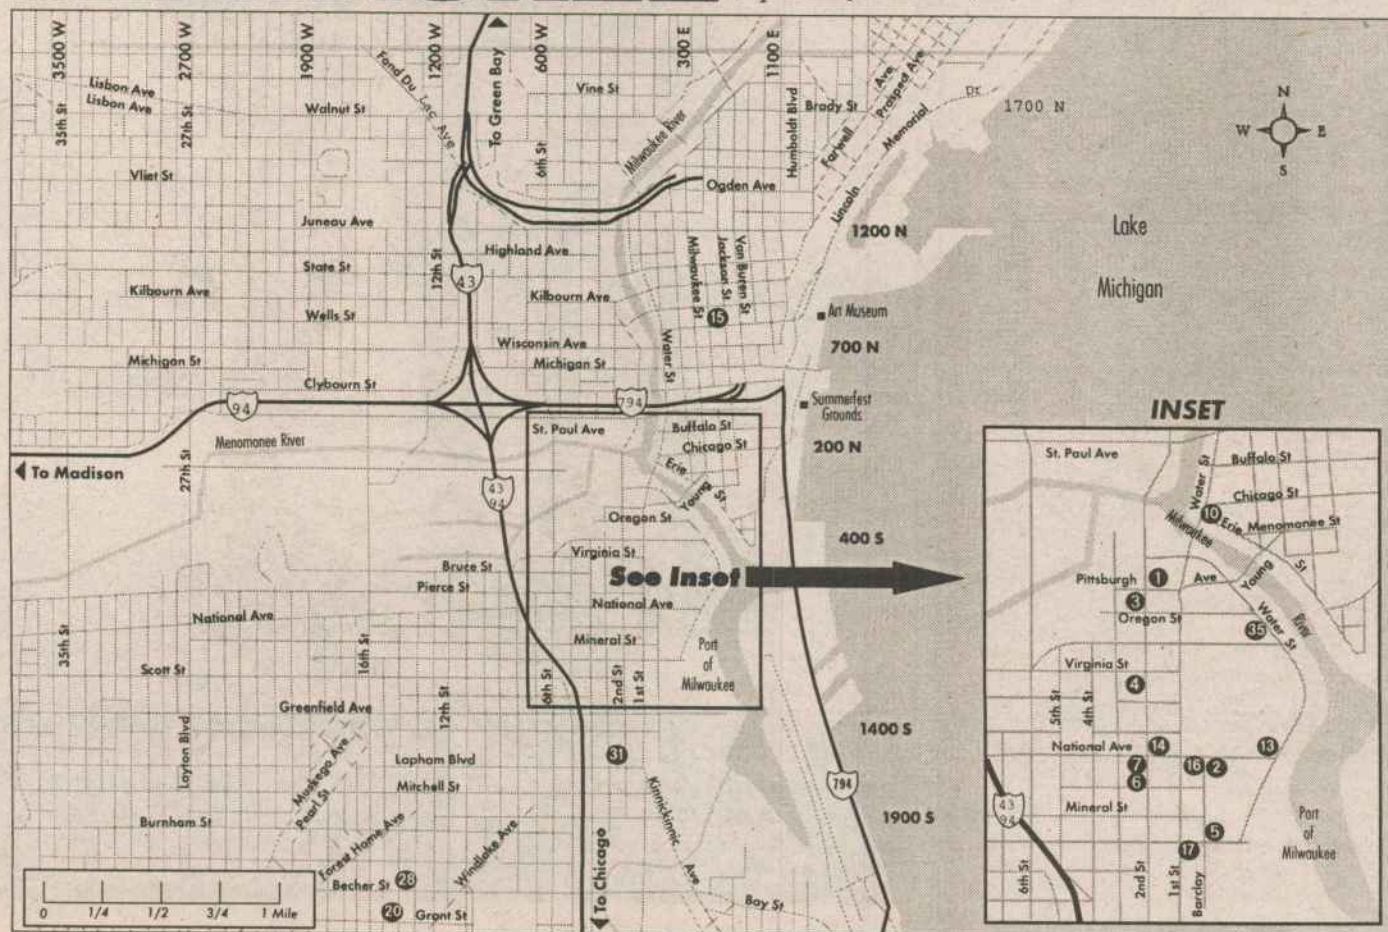 3500 W
2700 W
1900 W
1200 W
600 W
300 E
1100 E
To Green Bay
Fond Du Lac Ave
Lisbon Ave
Lisbon Ave
Walnut St
Vine St
Milwaukee River
Humboldt Blvd
Brady St
Farwell Ave
Prospect Ave
Lincoln Memorial Dr
1700 N
N
W
E
S
35th St
27th St
6th St
Vliet St
Ogden Ave
Juneau Ave
Highland Ave
1200 N
Lake
Michigan
State St
12th St
43
Milwaukee St
Jackson St
Van Buren St
Kilbourn Ave
Kilbourn Ave
Wells St
15
Art Museum
Wisconsin Ave
Water St
700 N
Michigan St
Michigan St
Clybourn St
94
794
Summerfest
Grounds
Menomonee River
St. Paul Ave
Buffalo St
Chicago St
200 N
To Madison
27th St
43
94
Erie St
Young
Oregon St
400 S
Virginia St
Bruce St
See Inset
Pierce St
National Ave
National Ave
Mineral St
Port
of
Milwaukee
35th St
16th St
Scott St
12th St
6th St
2nd St
1st St
Greenfield Ave
1400 S
Layton Blvd
Muskego Ave
Pearl St
Lapham Blvd
31
Mitchell St
Kinnickinnic Ave
794
1900 S
Burnham St
Forest Home Ave
Windlake Ave
Becher St
28
20
Grant St
To Chicago
Bay St
0 1/4 1/2 3/4 1 Mile
INSET
St. Paul Ave
Water St
Buffalo St
Chicago St
10
Erie St
Menomonee St
Milwaukee River
Pittsburgh Ave
1
Young
3
Oregon St
35
Water St
Virginia St
4
5th St
4th St
National Ave
14
13
7
16
2
6
43
94
Mineral St
5
17
Port
of
Milwaukee
6th St
2nd St
1st St
Barclay